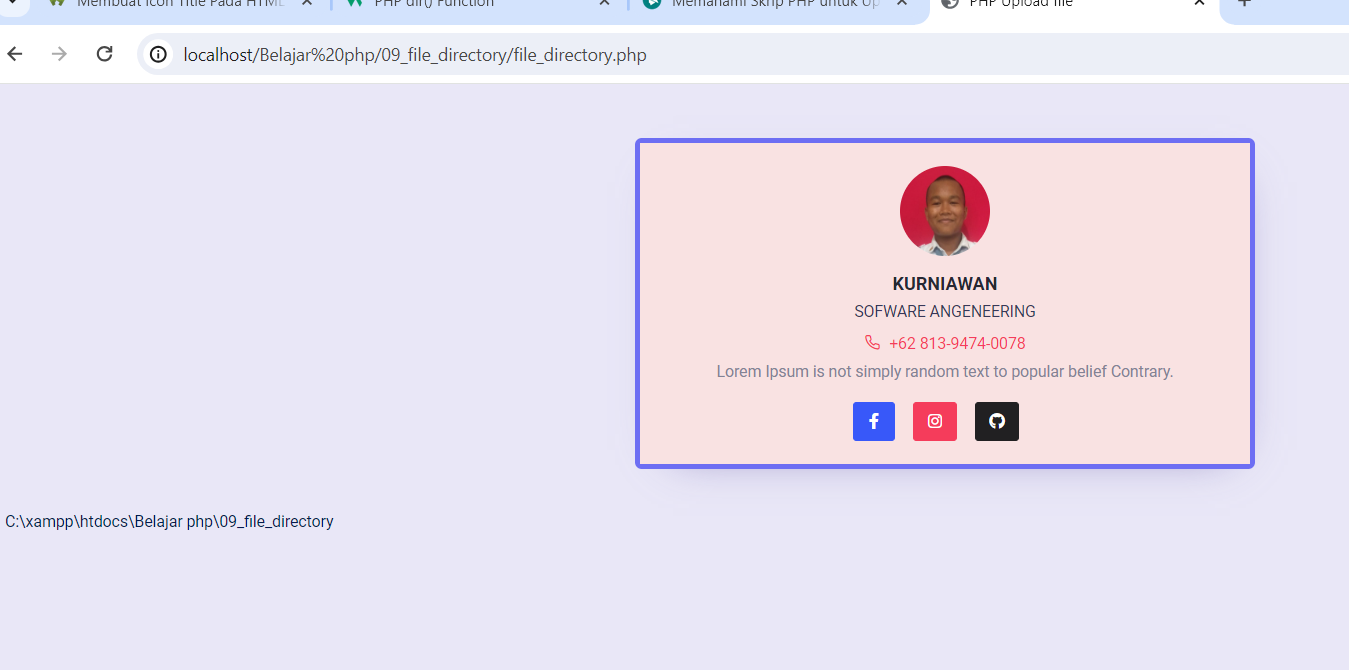 Membuat Icon Title Pada HTML
PHP dir() Function
Memahami Skrip PHP untuk Up
PHP Upload file
localhost/Belajar%20php/09_file_directory/file_directory.php
KURNIAWAN
SOFWARE ANGENEERING
+62 813-9474-0078
Lorem Ipsum is not simply random text to popular belief Contrary.
C:\xampp\htdocs\Belajar php\09_file_directory